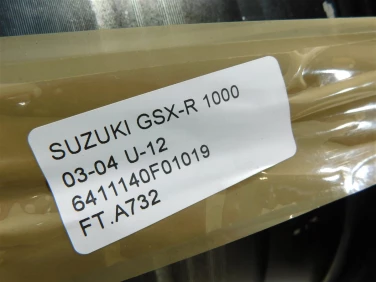 SUZUKI GSX-R 1000
03-04 U-12
6411140F01019
FT.A732